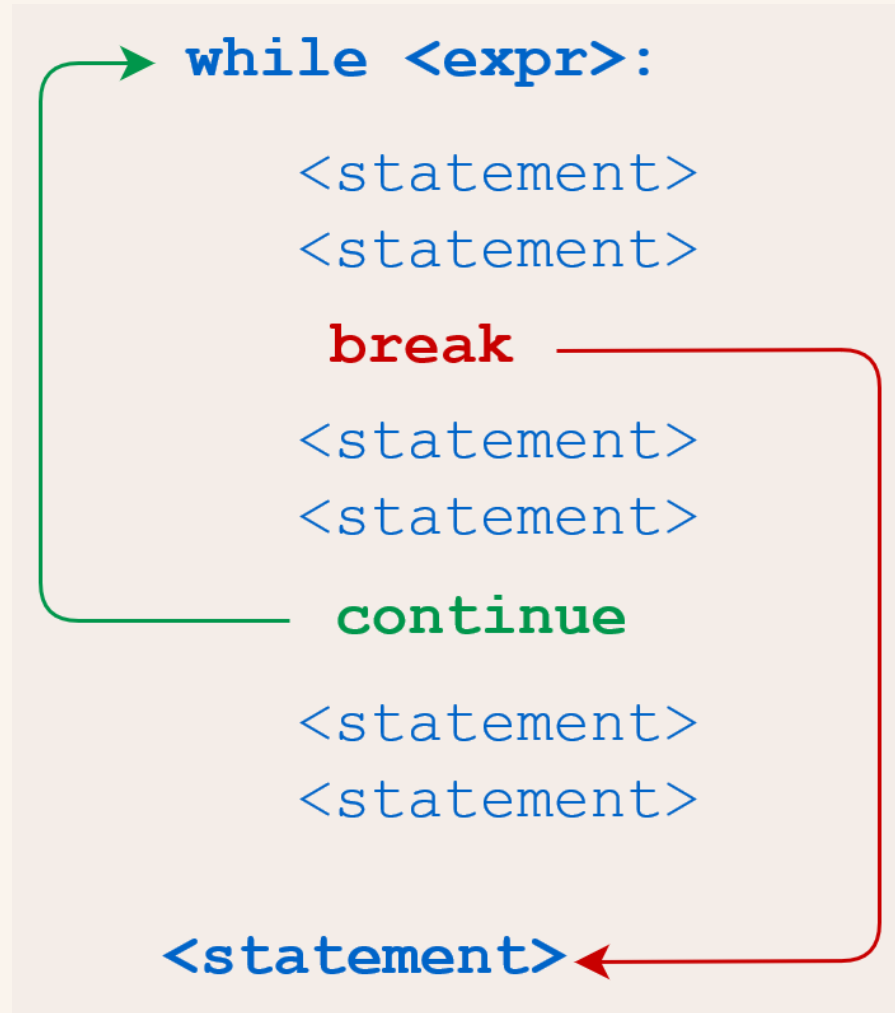 while <expr>:
<statement>
<statement>
break
<statement>
<statement>
continue
<statement>
<statement>
<statement>